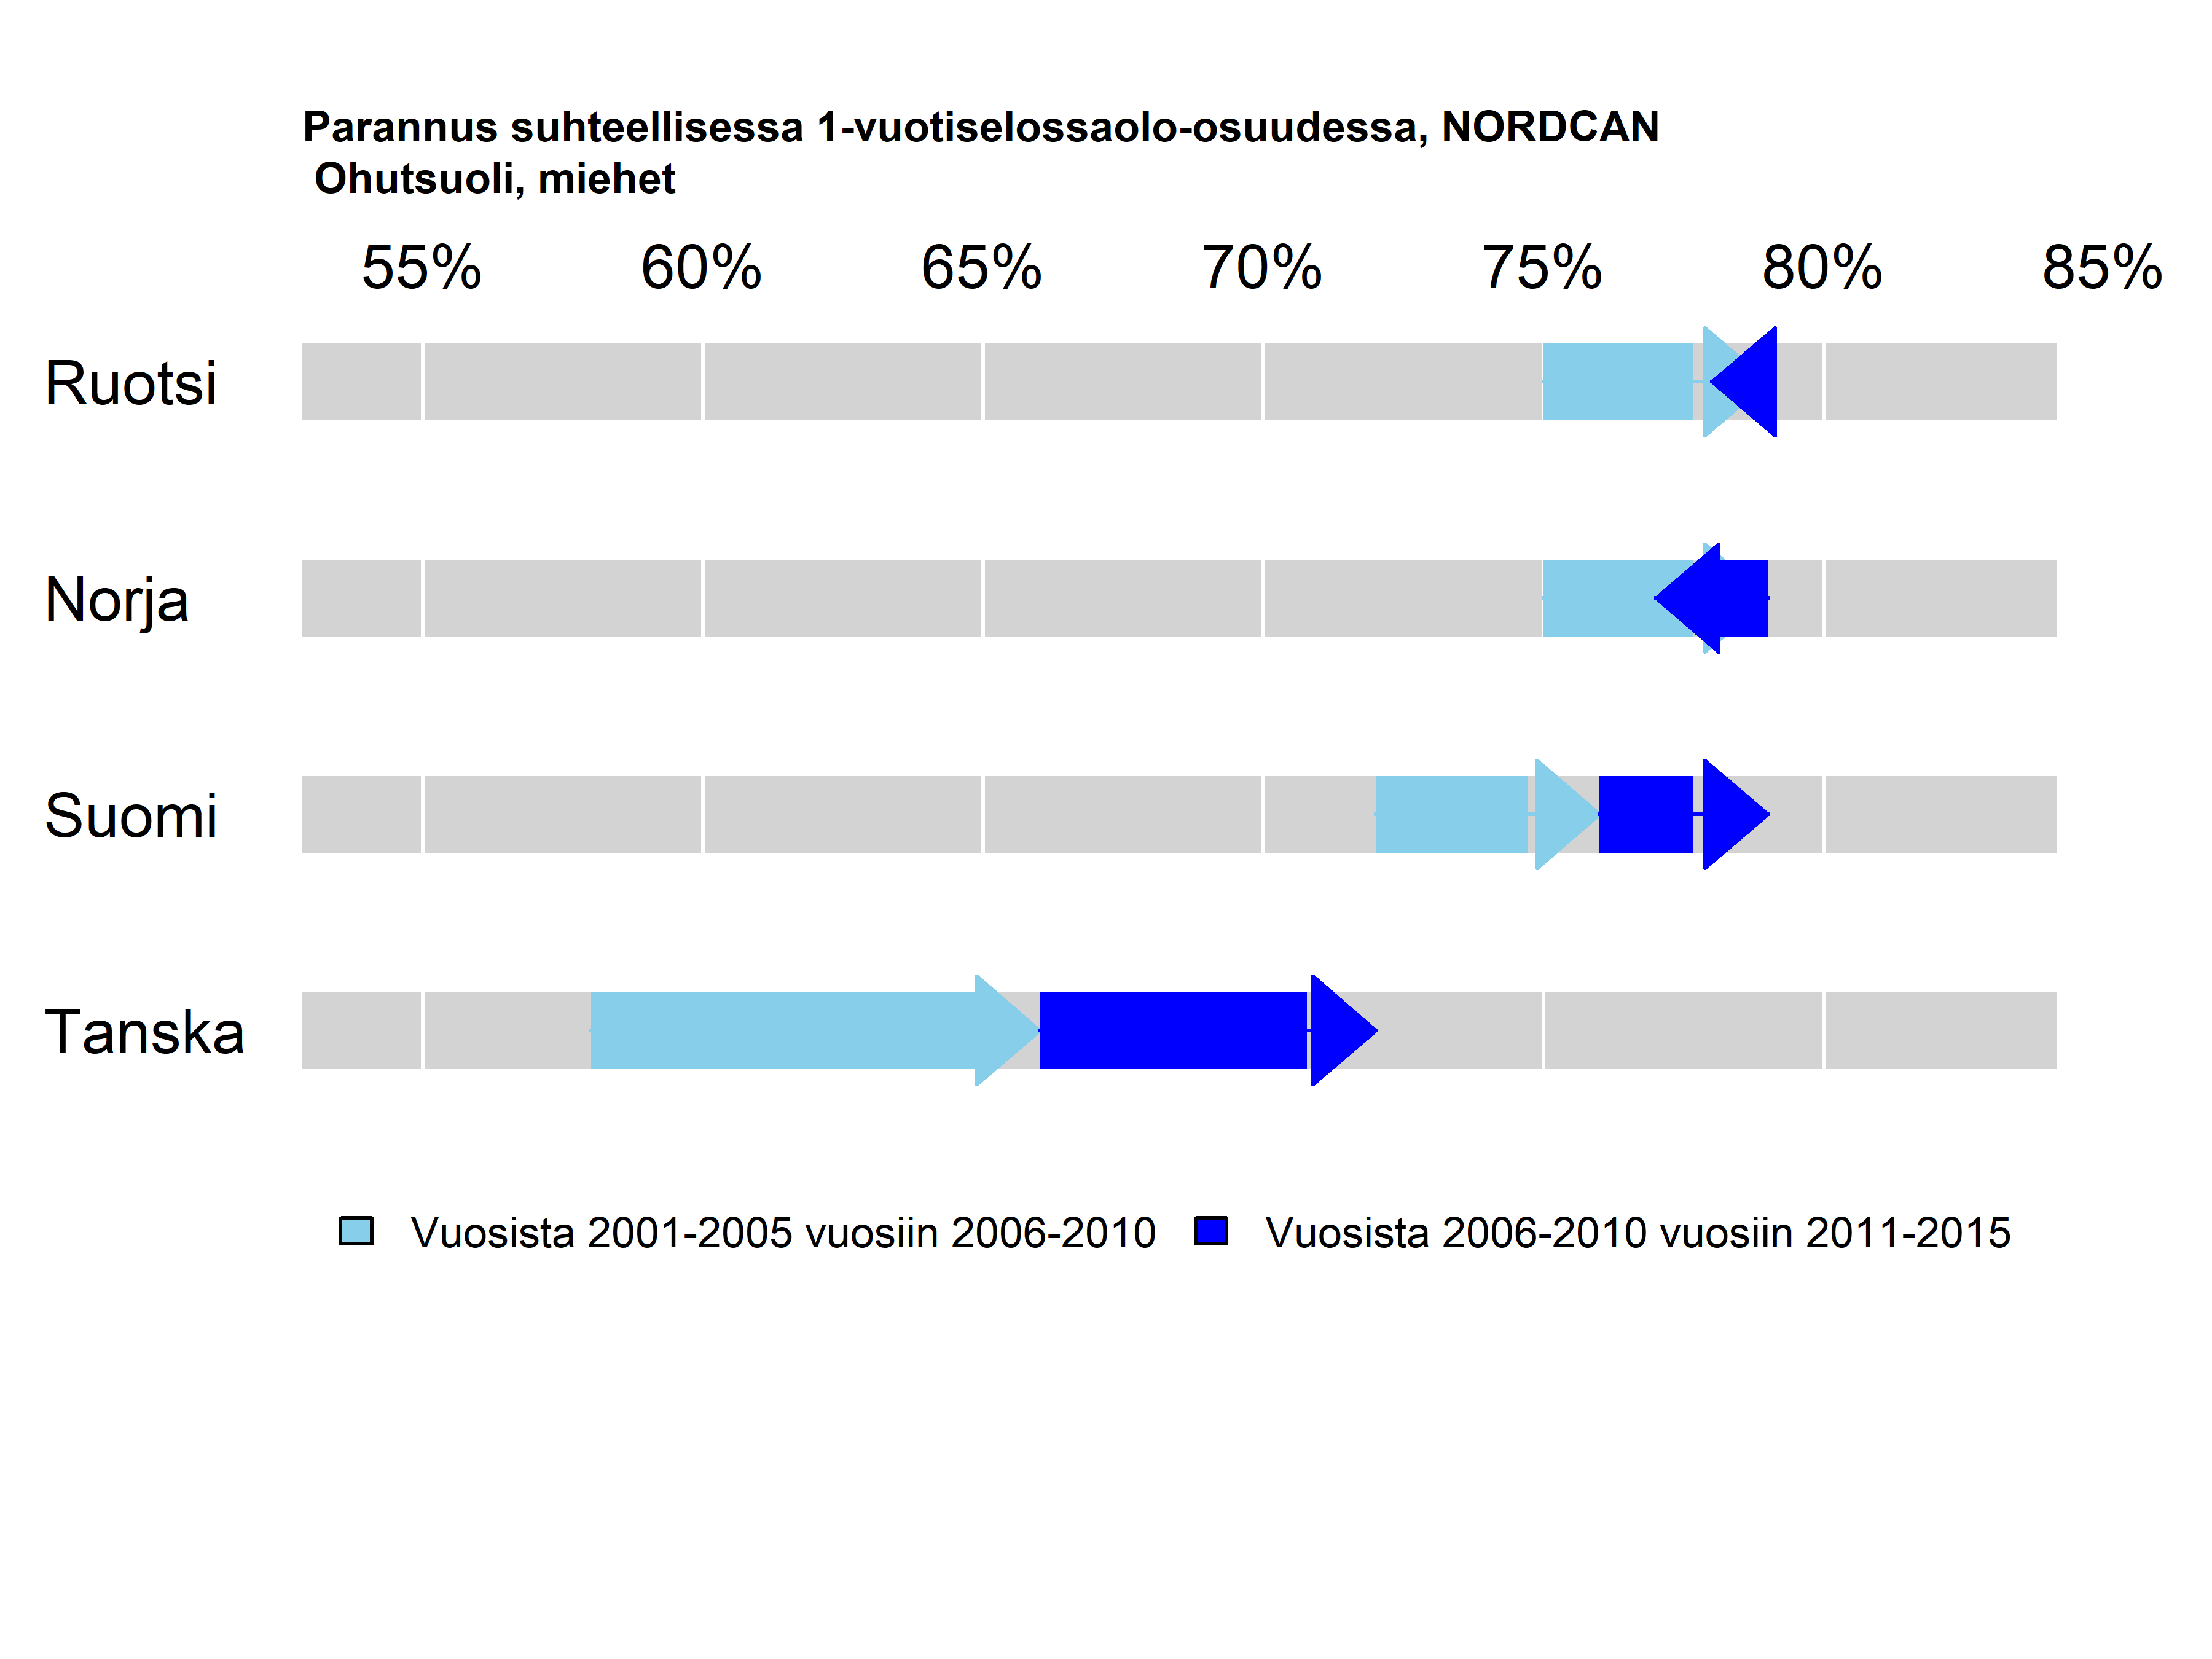 Parannus suhteellisessa 1-vuotiselossaolo-osuudessa, NORDCAN
Ohutsuoli, miehet
55% 60% 65% 70% 75% 80% 85%
Ruotsi
Norja
Suomi
Tanska
Vuosista 2001-2005 vuosiin 2006-2010 Vuosista 2006-2010 vuosiin 2011-2015